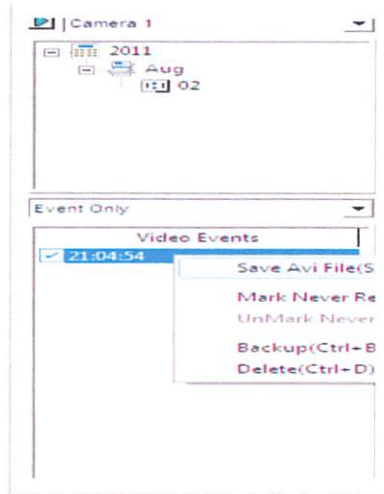 Camera 1
2011
Aug
02
Event Only
Video Events
21:04:54
Save Avi File(S
Mark Never Re
UnMark Never
Backup(Ctrl+B
Delete(Ctrl+D)